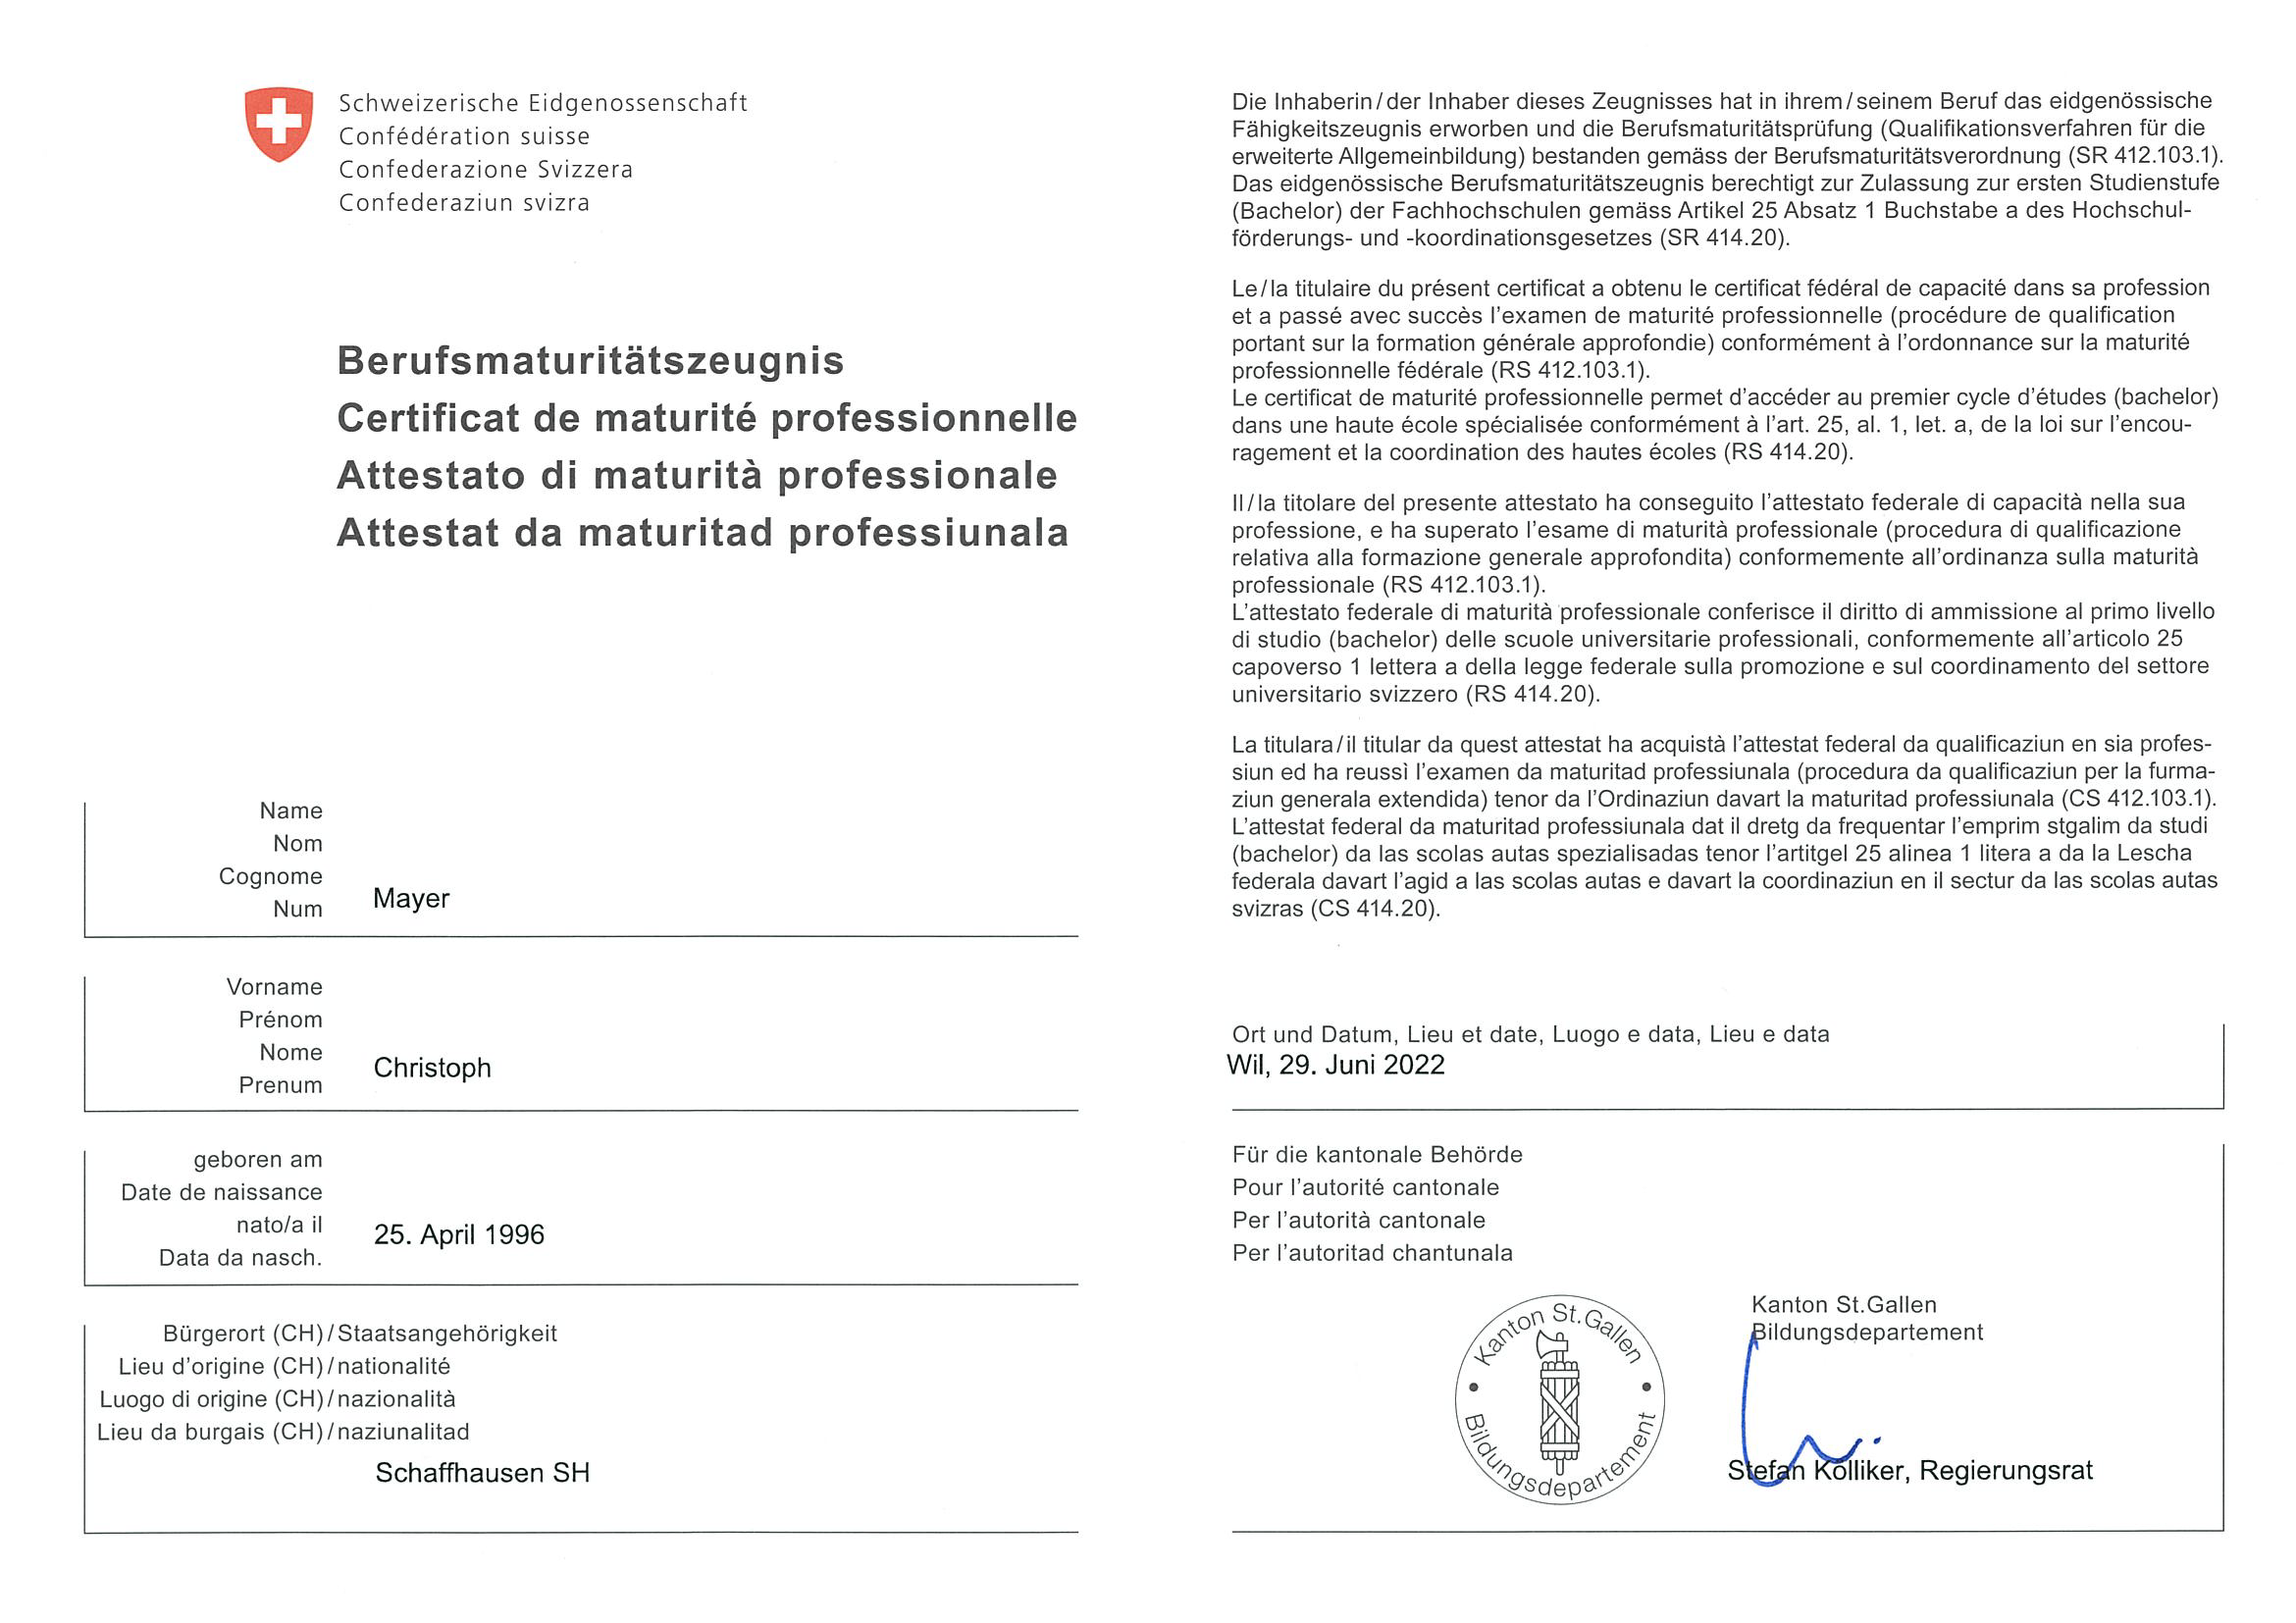 Schweizerische Eidgenossenschaft
Confédération suisse
Confederazione Svizzera
Confederaziun svizra
Berufsmaturitätszeugnis
Certificat de maturité professionnelle
Attestato di maturità professionale
Attestat da maturitad professiunala
Name
Nom
Cognome
Num
Mayer
Vorname
Prénom
Nome
Prenum
Christoph
geboren am
Date de naissance
nato/a il
Data da nasch.
25. April 1996
Bürgerort (CH)/Staatsangehörigkeit
Lieu d'origine (CH)/nationalité
Luogo di origine (CH)/nazionalità
Lieu da burgais (CH)/naziunalitad
Schaffhausen SH
Die Inhaberin/der Inhaber dieses Zeugnisses hat in ihrem/seinem Beruf das eidgenössische
Fähigkeitszeugnis erworben und die Berufsmaturitätsprüfung (Qualifikationsverfahren für die
erweiterte Allgemeinbildung) bestanden gemäss der Berufsmaturitätsverordnung (SR 412.103.1).
Das eidgenössische Berufsmaturitätszeugnis berechtigt zur Zulassung zur ersten Studienstufe
(Bachelor) der Fachhochschulen gemäss Artikel 25 Absatz 1 Buchstabe a des Hochschul-
förderungs- und -koordinationsgesetzes (SR 414.20).
Le/la titulaire du présent certificat a obtenu le certificat fédéral de capacité dans sa profession
et a passé avec succès l'examen de maturité professionnelle (procédure de qualification
portant sur la formation générale approfondie) conformément à l'ordonnance sur la maturité
professionnelle fédérale (RS 412.103.1).
Le certificat de maturité professionnelle permet d'accéder au premier cycle d'études (bachelor)
dans une haute école spécialisée conformément à l'art. 25, al. 1, let. a, de la loi sur l'encou-
ragement et la coordination des hautes écoles (RS 414.20).
Il/la titolare del presente attestato ha conseguito l'attestato federale di capacità nella sua
professione, e ha superato l'esame di maturità professionale (procedura di qualificazione
relativa alla formazione generale approfondita) conformemente all'ordinanza sulla maturità
professionale (RS 412.103.1).
L'attestato federale di maturità professionale conferisce il diritto di ammissione al primo livello
di studio (bachelor) delle scuole universitarie professionali, conformemente all'articolo 25
capoverso 1 lettera a della legge federale sulla promozione e sul coordinamento del settore
universitario svizzero (RS 414.20).
La titulara/il titular da quest attestat ha acquistà l'attestat federal da qualificaziun en sia profes-
siun ed ha reussì l'examen da maturitad professiunala (procedura da qualificaziun per la furma-
ziun generala extendida) tenor da l'Ordinaziun davart la maturitad professiunala (CS 412.103.1).
L'attestat federal da maturitad professiunala dat il dretg da frequentar l'emprim stgalim da studi
(bachelor) da las scolas autas spezialisadas tenor l'artitgel 25 alinea 1 litera a da la Lescha
federala davart l'agid a las scolas autas e davart la coordinaziun en il sectur da las scolas autas
svizras (CS 414.20).
Ort und Datum, Lieu et date, Luogo e data, Lieu e data
Wil, 29. Juni 2022
Für die kantonale Behörde
Pour l'autorité cantonale
Per l'autorità cantonale
Per l'autoritad chantunala
Kanton St.Gallen
Bildungsdepartement
Kanton St.Gallen
Bildungsdepartement
Stefan Kölliker, Regierungsrat